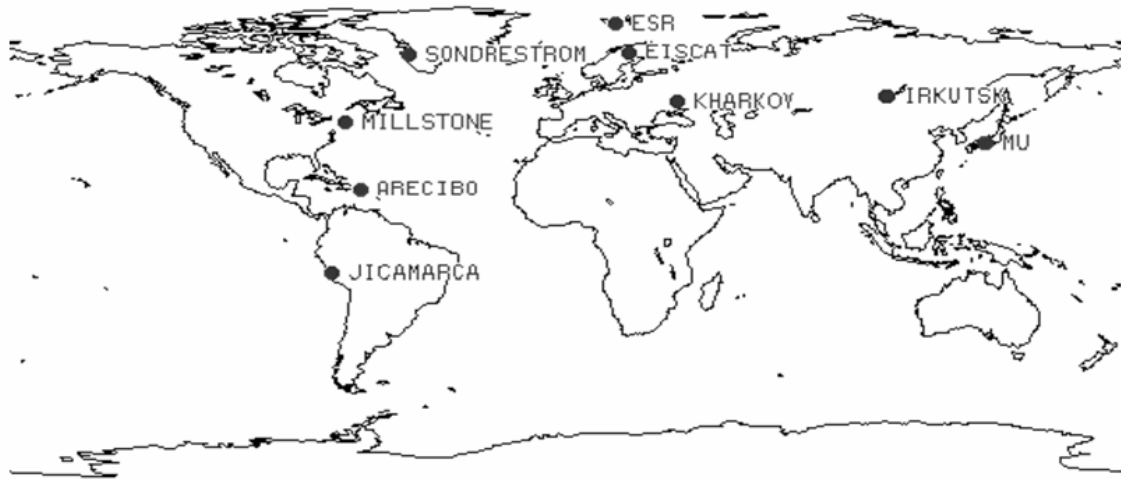 ESR
SONDRESTROM
EISCAT
KHARKOV
IRKUTSK
MILLSTONE
MU
ARECIBO
JICAMARCA